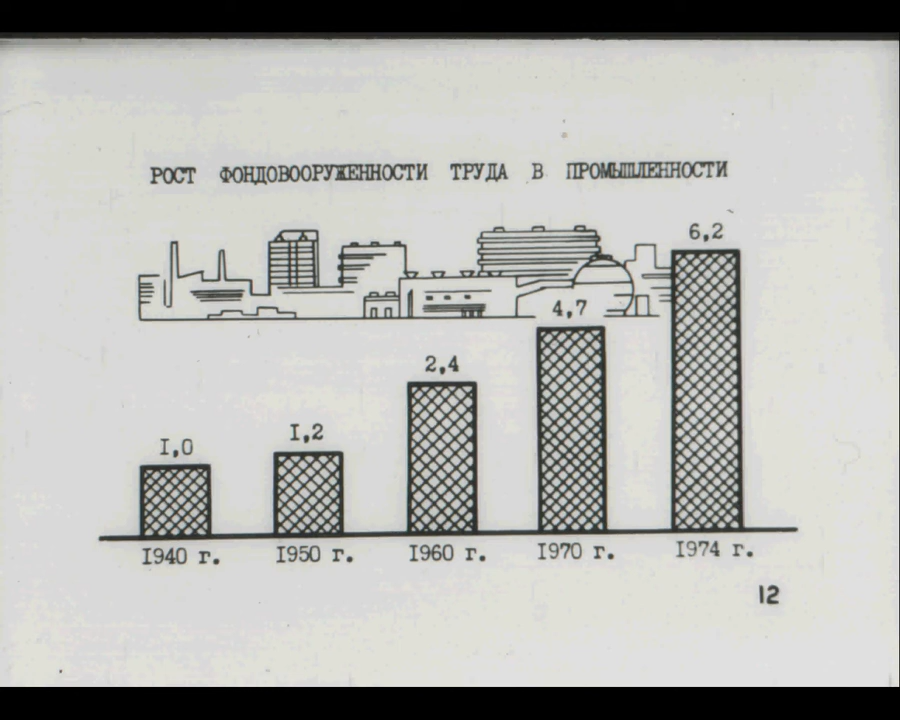 РОСТ ФОНДОВООРУЖЕННОСТИ ТРУДА В ПРОМЫШЛЕННОСТИ
6,2
4,7
2,4
I,2
I,0
I940 г. I950 г. I960 г. I970 г. I974 г.
12